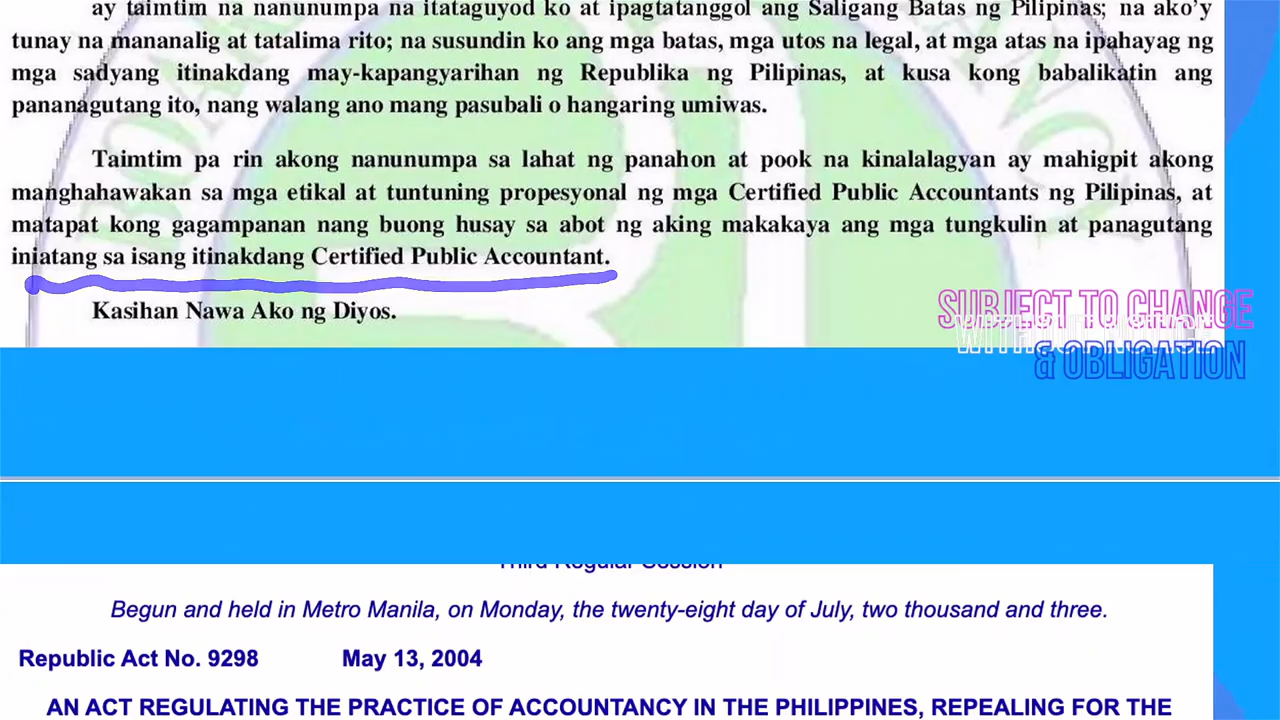 ay taimtim na nanunumpa na itataguyod ko at ipagtatanggol ang Saligang Batas ng Pilipinas; na ako'y
tunay na mananalig at tatalima rito; na susundin ko ang mga batas, mga utos na legal, at mga atas na ipahayag ng
mga sadyang itinakdang may-kapangyarihan ng Republika ng Pilipinas, at kusa kong babalikatin ang
pananagutang ito, nang walang ano mang pasubali o hangaring umiwas.
Taimtim pa rin akong nanunumpa sa lahat ng panahon at pook na kinalalagyan ay mahigpit akong
manghahawakan sa mga etikal at tuntuning propesyonal ng mga Certified Public Accountants ng Pilipinas, at
matapat kong gagampanan nang buong husay sa abot ng aking makakaya ang mga tungkulin at panagutang
iniatang sa isang itinakdang Certified Public Accountant.
Kasihan Nawa Ako ng Diyos.
SUBJECT TO CHANGE
WITHOUT NOTICE
& OBLIGATION
Third Regular Session
Begun and held in Metro Manila, on Monday, the twenty-eight day of July, two thousand and three.
Republic Act No. 9298 May 13, 2004
AN ACT REGULATING THE PRACTICE OF ACCOUNTANCY IN THE PHILIPPINES, REPEALING FOR THE